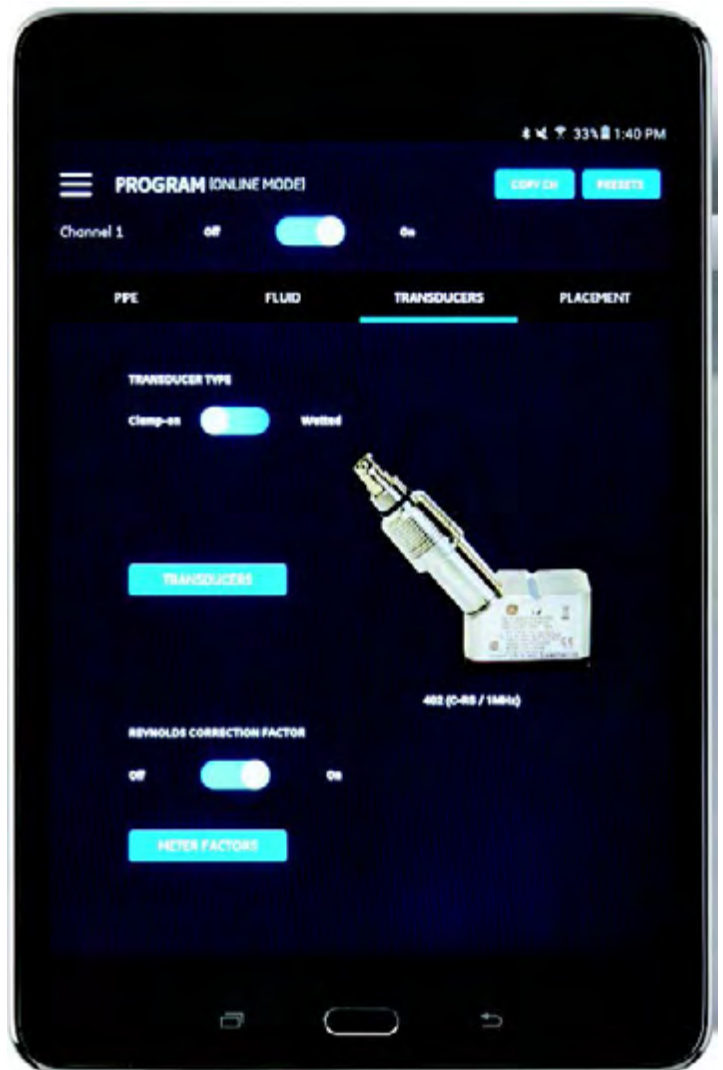 33% 1:40 PM
PROGRAM [ONLINE MODE]
COPY CH PRESETS
Channel 1 Off On
PIPE FLUID TRANSDUCERS PLACEMENT
TRANSDUCER TYPE
Clamp-on Wetted
TRANSDUCERS
402 (C-RS / 1MHz)
REYNOLDS CORRECTION FACTOR
Off On
METER FACTORS